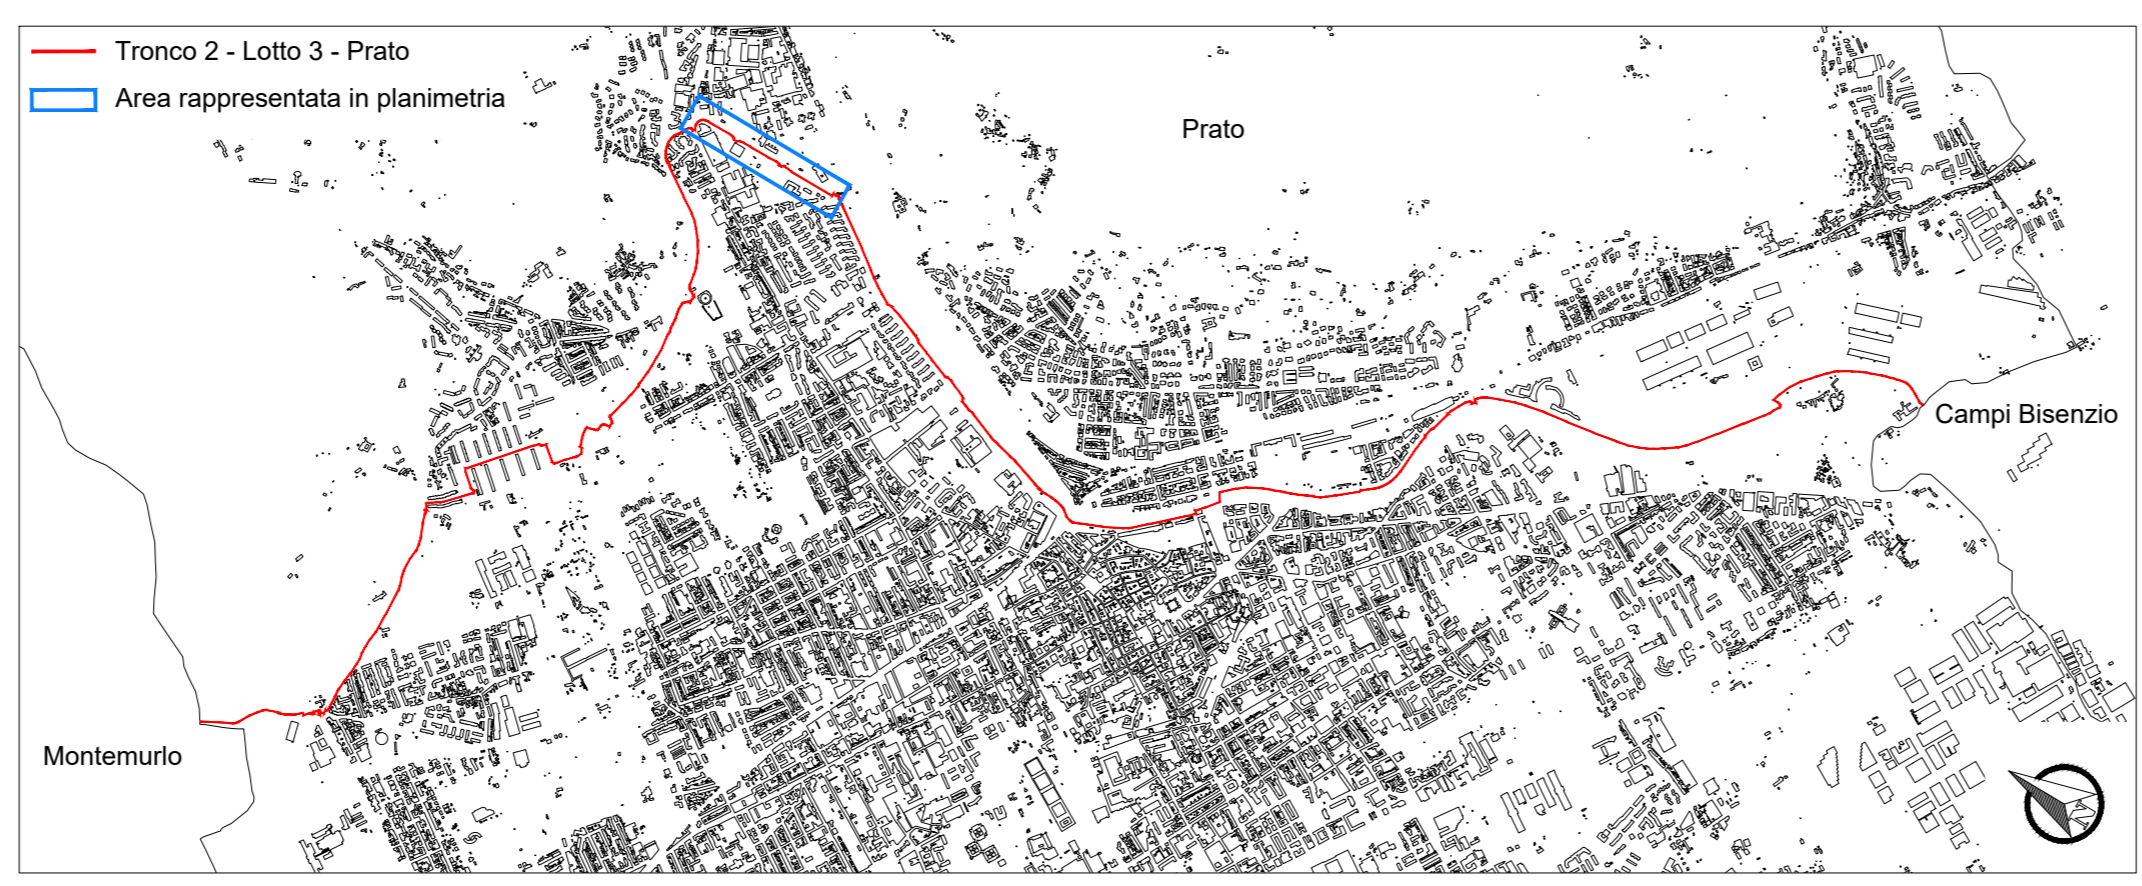 Tronco 2 - Lotto 3 - Prato
Area rappresentata in planimetria
Prato
Campi Bisenzio
Montemurlo
N